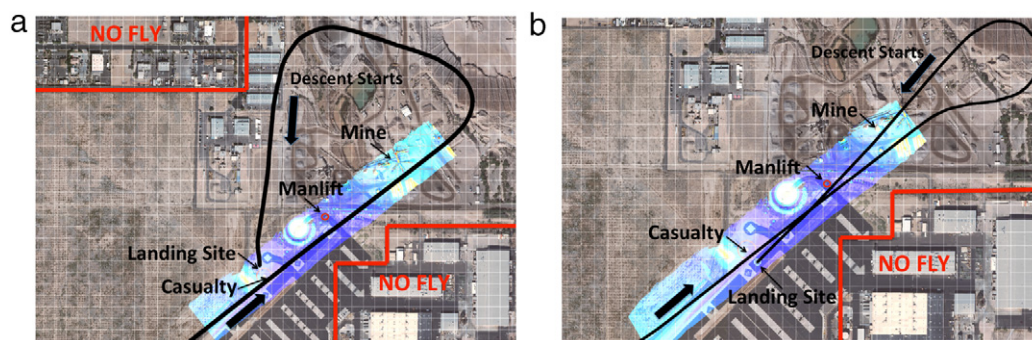 a
NO FLY
Descent Starts
Mine
Manlift
Landing Site
Casualty
NO FLY
b
Descent Starts
Mine
Manlift
Casualty
NO FLY
Landing Site